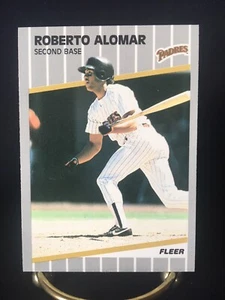 ROBERTO ALOMAR
SECOND BASE
PADRES
FLEER